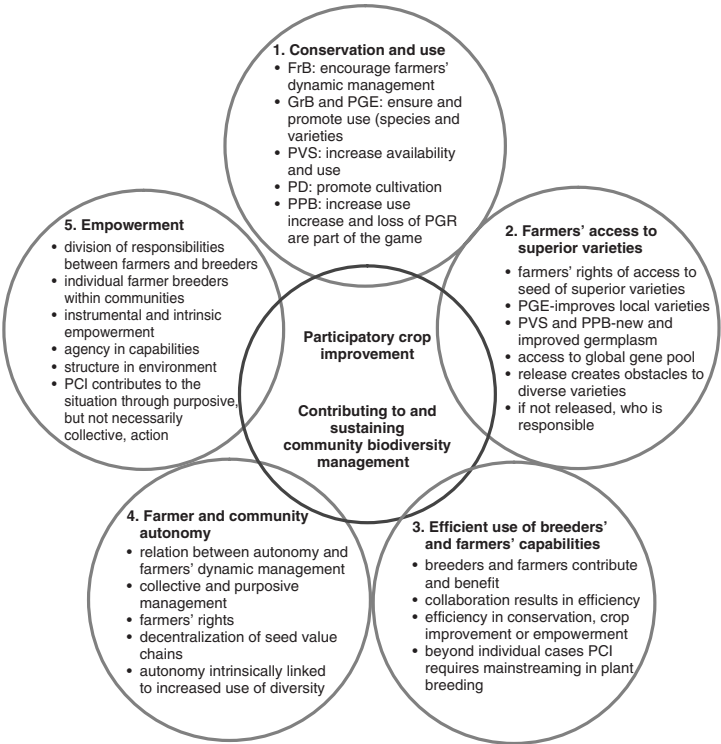 1. Conservation and use
• FrB: encourage farmers'
dynamic management
• GrB and PGE: ensure and
promote use (species and
varieties
• PVS: increase availability
and use
• PD: promote cultivation
• PPB: increase use
increase and loss of PGR
are part of the game
2. Farmers' access to
superior varieties
• farmers' rights of access to
seed of superior varieties
• PGE-improves local varieties
• PVS and PPB-new and
improved germplasm
• access to global gene pool
• release creates obstacles to
diverse varieties
• if not released, who is
responsible
3. Efficient use of breeders'
and farmers' capabilities
• breeders and farmers contribute
and benefit
• collaboration results in efficiency
• efficiency in conservation, crop
improvement or empowerment
• beyond individual cases PCI
requires mainstreaming in plant
breeding
4. Farmer and community
autonomy
• relation between autonomy and
farmers' dynamic management
• collective and purposive
management
• farmers' rights
• decentralization of seed value
chains
• autonomy intrinsically linked
to increased use of diversity
5. Empowerment
• division of responsibilities
between farmers and breeders
• individual farmer breeders
within communities
• instrumental and intrinsic
empowerment
• agency in capabilities
• structure in environment
• PCI contributes to the
situation through purposive,
but not necessarily
collective, action
Participatory crop
improvement
Contributing to and
sustaining
community biodiversity
management